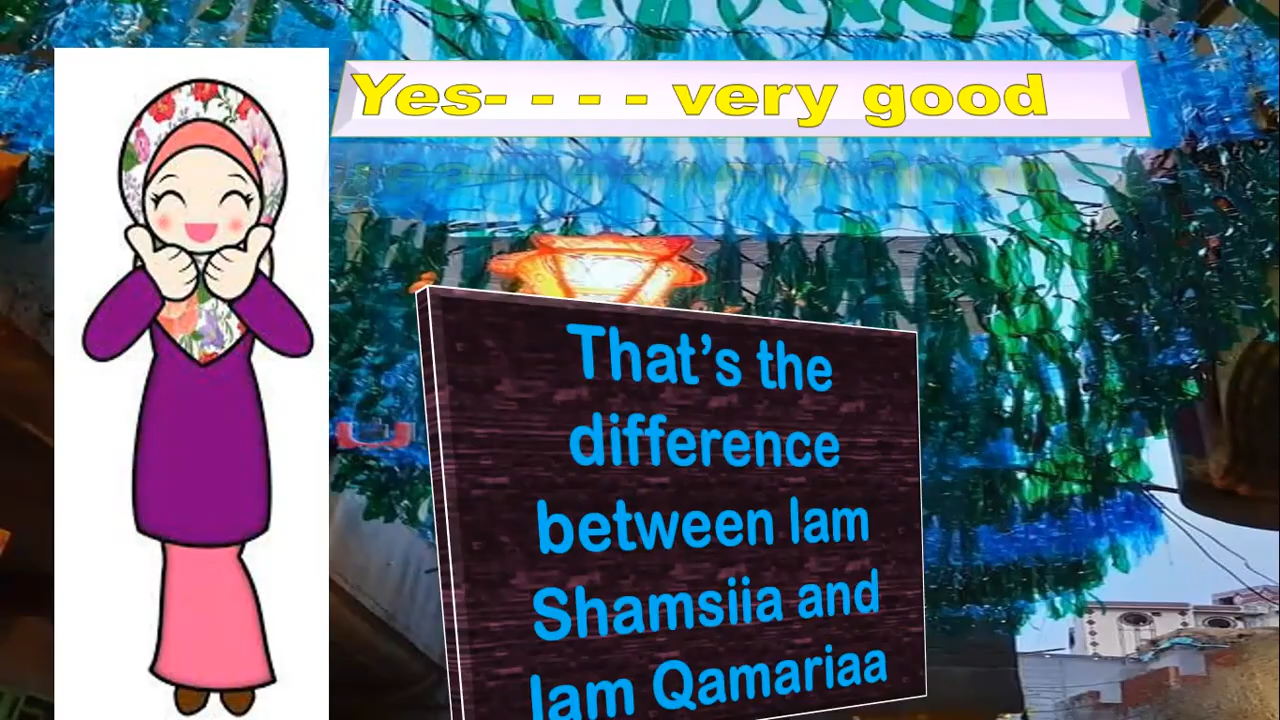 Yes- - - - very good
That's the
difference
between lam
Shamsiia and
lam Qamariaa